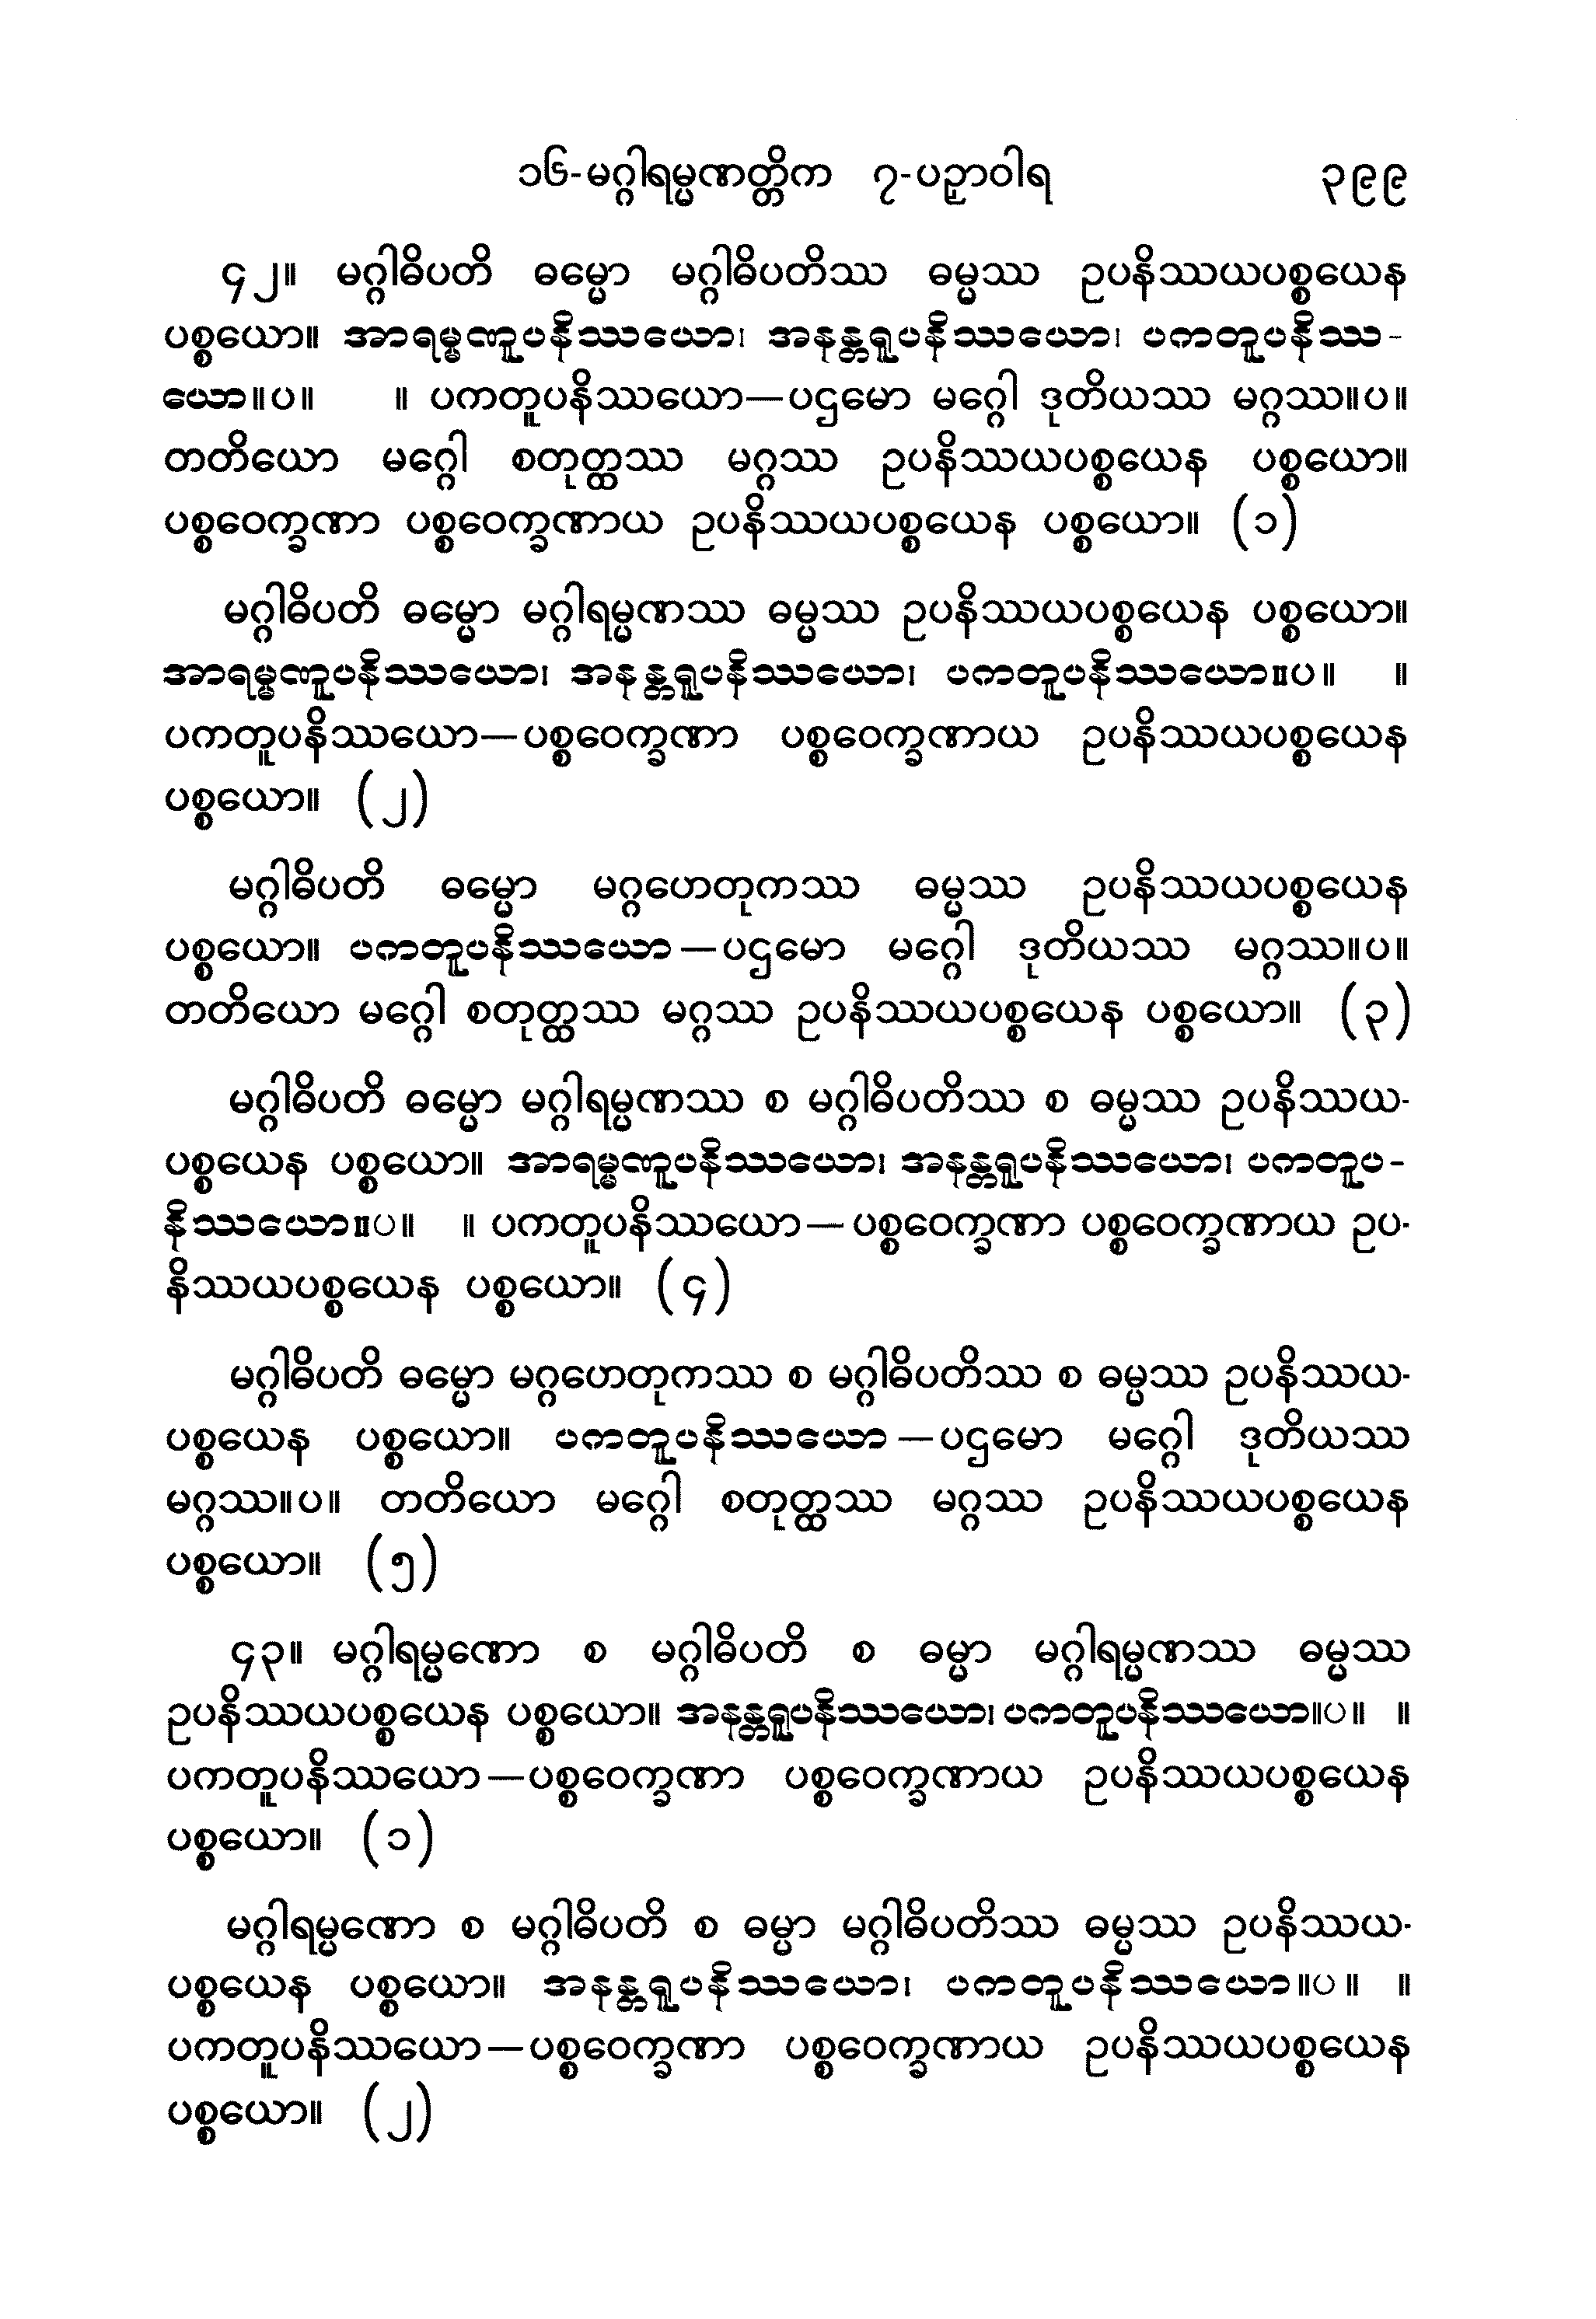 ၁၆-မဂ္ဂါရမ္မဏတ္တိက ၇-ပဉှာဝါရ ၃၉၉
၄၂။ မဂ္ဂါဓိပတိ ဓမ္မော မဂ္ဂါဓိပတိဿ ဓမ္မဿ ဥပနိဿယပစ္စယေန
ပစ္စယော။ အာရမ္မဏူပနိဿယော၊ အနန္တရူပနိဿယော၊ ပကတူပနိဿ-
ယော။ပ။ ။ ပကတူပနိဿယော—ပဌမော မဂ္ဂေါ ဒုတိယဿ မဂ္ဂဿ။ပ။
တတိယော မဂ္ဂေါ စတုတ္ထဿ မဂ္ဂဿ ဥပနိဿယပစ္စယေန ပစ္စယော။
ပစ္စဝေက္ခဏာ ပစ္စဝေက္ခဏာယ ဥပနိဿယပစ္စယေန ပစ္စယော။ (၁)
မဂ္ဂါဓိပတိ ဓမ္မော မဂ္ဂါရမ္မဏဿ ဓမ္မဿ ဥပနိဿယပစ္စယေန ပစ္စယော။
အာရမ္မဏူပနိဿယော၊ အနန္တရူပနိဿယော၊ ပကတူပနိဿယော။ပ။ ။
ပကတူပနိဿယော—ပစ္စဝေက္ခဏာ ပစ္စဝေက္ခဏာယ ဥပနိဿယပစ္စယေန
ပစ္စယော။ (၂)
မဂ္ဂါဓိပတိ ဓမ္မော မဂ္ဂဟေတုကဿ ဓမ္မဿ ဥပနိဿယပစ္စယေန
ပစ္စယော။ ပကတူပနိဿယော—ပဌမော မဂ္ဂေါ ဒုတိယဿ မဂ္ဂဿ။ပ။
တတိယော မဂ္ဂေါ စတုတ္ထဿ မဂ္ဂဿ ဥပနိဿယပစ္စယေန ပစ္စယော။ (၃)
မဂ္ဂါဓိပတိ ဓမ္မော မဂ္ဂါရမ္မဏဿ စ မဂ္ဂါဓိပတိဿ စ ဓမ္မဿ ဥပနိဿယ-
ပစ္စယေန ပစ္စယော။ အာရမ္မဏူပနိဿယော၊ အနန္တရူပနိဿယော၊ ပကတူပ-
နိဿယော။ပ။ ။ ပကတူပနိဿယော—ပစ္စဝေက္ခဏာ ပစ္စဝေက္ခဏာယ ဥပ-
နိဿယပစ္စယေန ပစ္စယော။ (၄)
မဂ္ဂါဓိပတိ ဓမ္မော မဂ္ဂဟေတုကဿ စ မဂ္ဂါဓိပတိဿ စ ဓမ္မဿ ဥပနိဿယ-
ပစ္စယေန ပစ္စယော။ ပကတူပနိဿယော—ပဌမော မဂ္ဂေါ ဒုတိယဿ
မဂ္ဂဿ။ပ။ တတိယော မဂ္ဂေါ စတုတ္ထဿ မဂ္ဂဿ ဥပနိဿယပစ္စယေန
ပစ္စယော။ (၅)
၄၃။ မဂ္ဂါရမ္မဏော စ မဂ္ဂါဓိပတိ စ ဓမ္မာ မဂ္ဂါရမ္မဏဿ ဓမ္မဿ
ဥပနိဿယပစ္စယေန ပစ္စယော။ အနန္တရူပနိဿယော၊ ပကတူပနိဿယော။ပ။ ။
ပကတူပနိဿယော—ပစ္စဝေက္ခဏာ ပစ္စဝေက္ခဏာယ ဥပနိဿယပစ္စယေန
ပစ္စယော။ (၁)
မဂ္ဂါရမ္မဏော စ မဂ္ဂါဓိပတိ စ ဓမ္မာ မဂ္ဂါဓိပတိဿ ဓမ္မဿ ဥပနိဿယ-
ပစ္စယေန ပစ္စယော။ အနန္တရူပနိဿယော၊ ပကတူပနိဿယော။ပ။ ။
ပကတူပနိဿယော—ပစ္စဝေက္ခဏာ ပစ္စဝေက္ခဏာယ ဥပနိဿယပစ္စယေန
ပစ္စယော။ (၂)